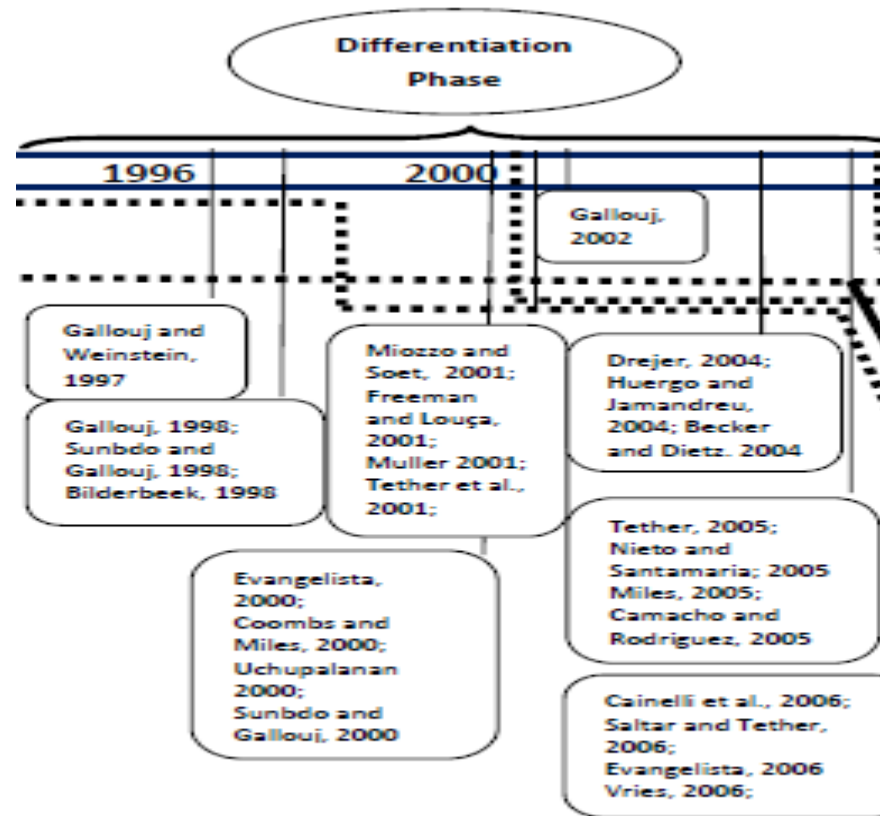 Differentiation
Phase
1996
2000
Gallouj,
2002
Gallouj and
Weinstein,
1997
Gallouj, 1998;
Sunbdo and
Gallouj, 1998;
Bilderbeek, 1998
Miozzo and
Soet, 2001;
Freeman
and Louça,
2001;
Muller 2001;
Tether et al.,
2001;
Drejer, 2004;
Huergo and
Jamandreu,
2004; Becker
and Dietz. 2004
Evangelista,
2000;
Coombs and
Miles, 2000;
Uchupalanan
2000;
Sunbdo and
Gallouj, 2000
Tether, 2005;
Nieto and
Santamaria; 2005
Miles, 2005;
Camacho and
Rodriguez, 2005
Cainelli et al., 2006;
Saltar and Tether,
2006;
Evangelista, 2006
Vries, 2006;